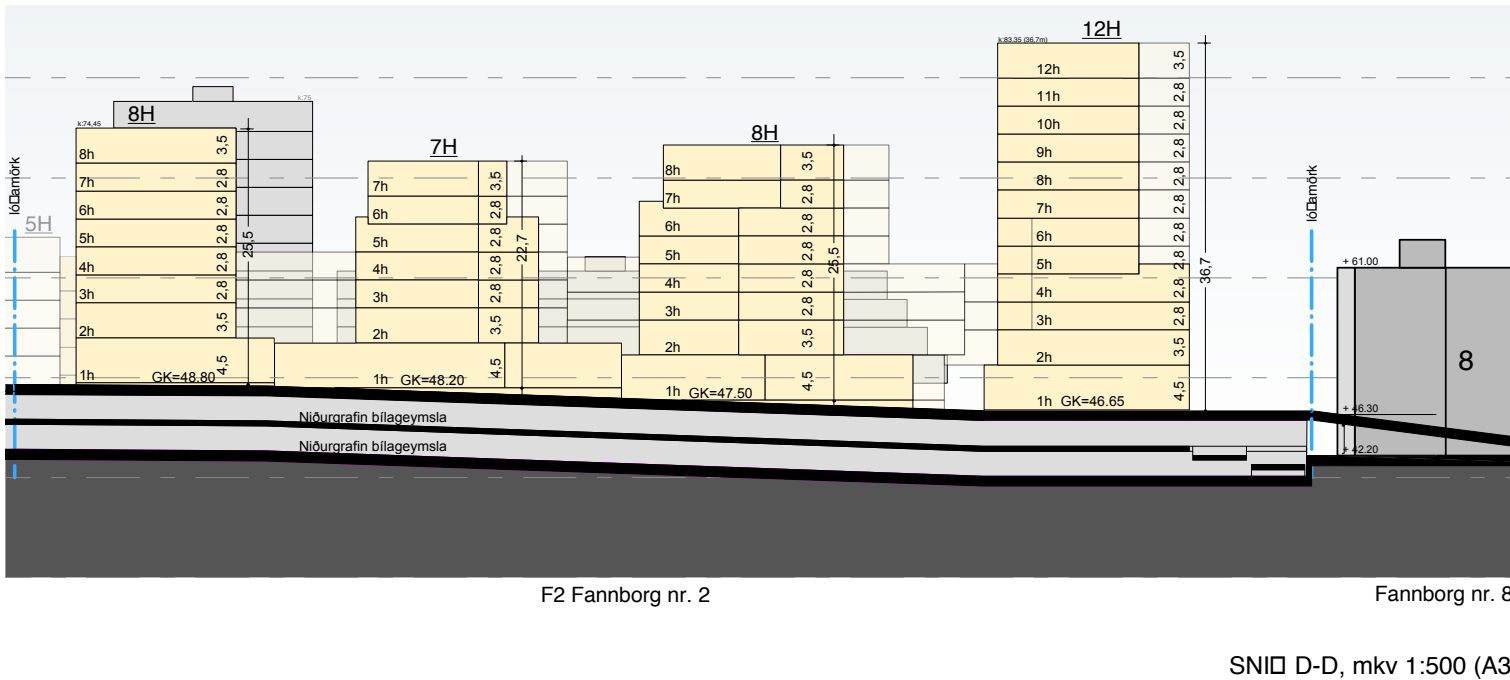 12H
k:83,35 (36,7m)
12h
3,5
11h
2,8
10h
2,8
9h
2,8
8h
2,8
7h
2,8
6h
2,8
5h
2,8
4h
2,8
3h
2,8
2h
3,5
1h GK=46.65
4,5
36,7
k:75
8H
k:74,45
8h
3,5
7h
2,8
6h
2,8
5h
2,8
4h
2,8
3h
2,8
2h
3,5
1h
GK=48.80
4,5
25,5
7H
7h
3,5
6h
2,8
5h
2,8
4h
2,8
3h
2,8
2h
3,5
1h GK=48.20
4,5
22,7
8H
8h
3,5
7h
2,8
6h
2,8
5h
2,8
4h
2,8
3h
2,8
2h
3,5
1h GK=47.50
4,5
25,5
5H
ló□amörk
ló□amörk
+ 61.00
8
+ 46.30
+ 42.20
Niðurgrafin bílageymsla
Niðurgrafin bílageymsla
F2 Fannborg nr. 2
Fannborg nr. 8
SNI□ D-D, mkv 1:500 (A3